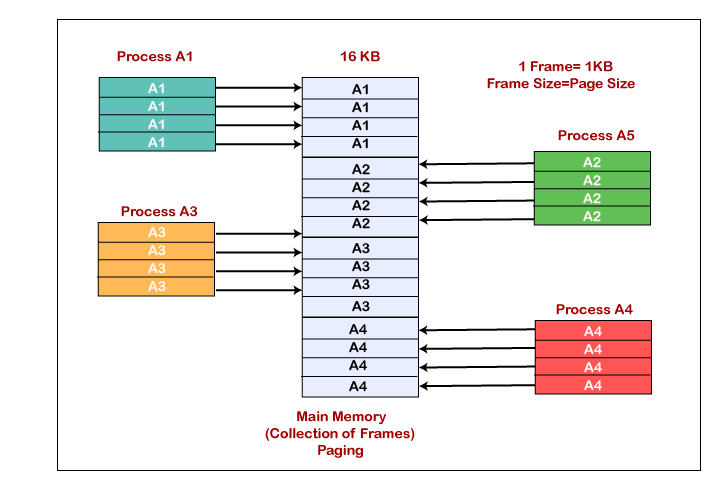 Process A1
A1
A1
A1
A1
Process A3
A3
A3
A3
A3
16 KB
A1
A1
A1
A1
A2
A2
A2
A2
A3
A3
A3
A3
A4
A4
A4
A4
Main Memory
(Collection of Frames)
Paging
1 Frame= 1KB
Frame Size=Page Size
Process A5
A2
A2
A2
A2
Process A4
A4
A4
A4
A4